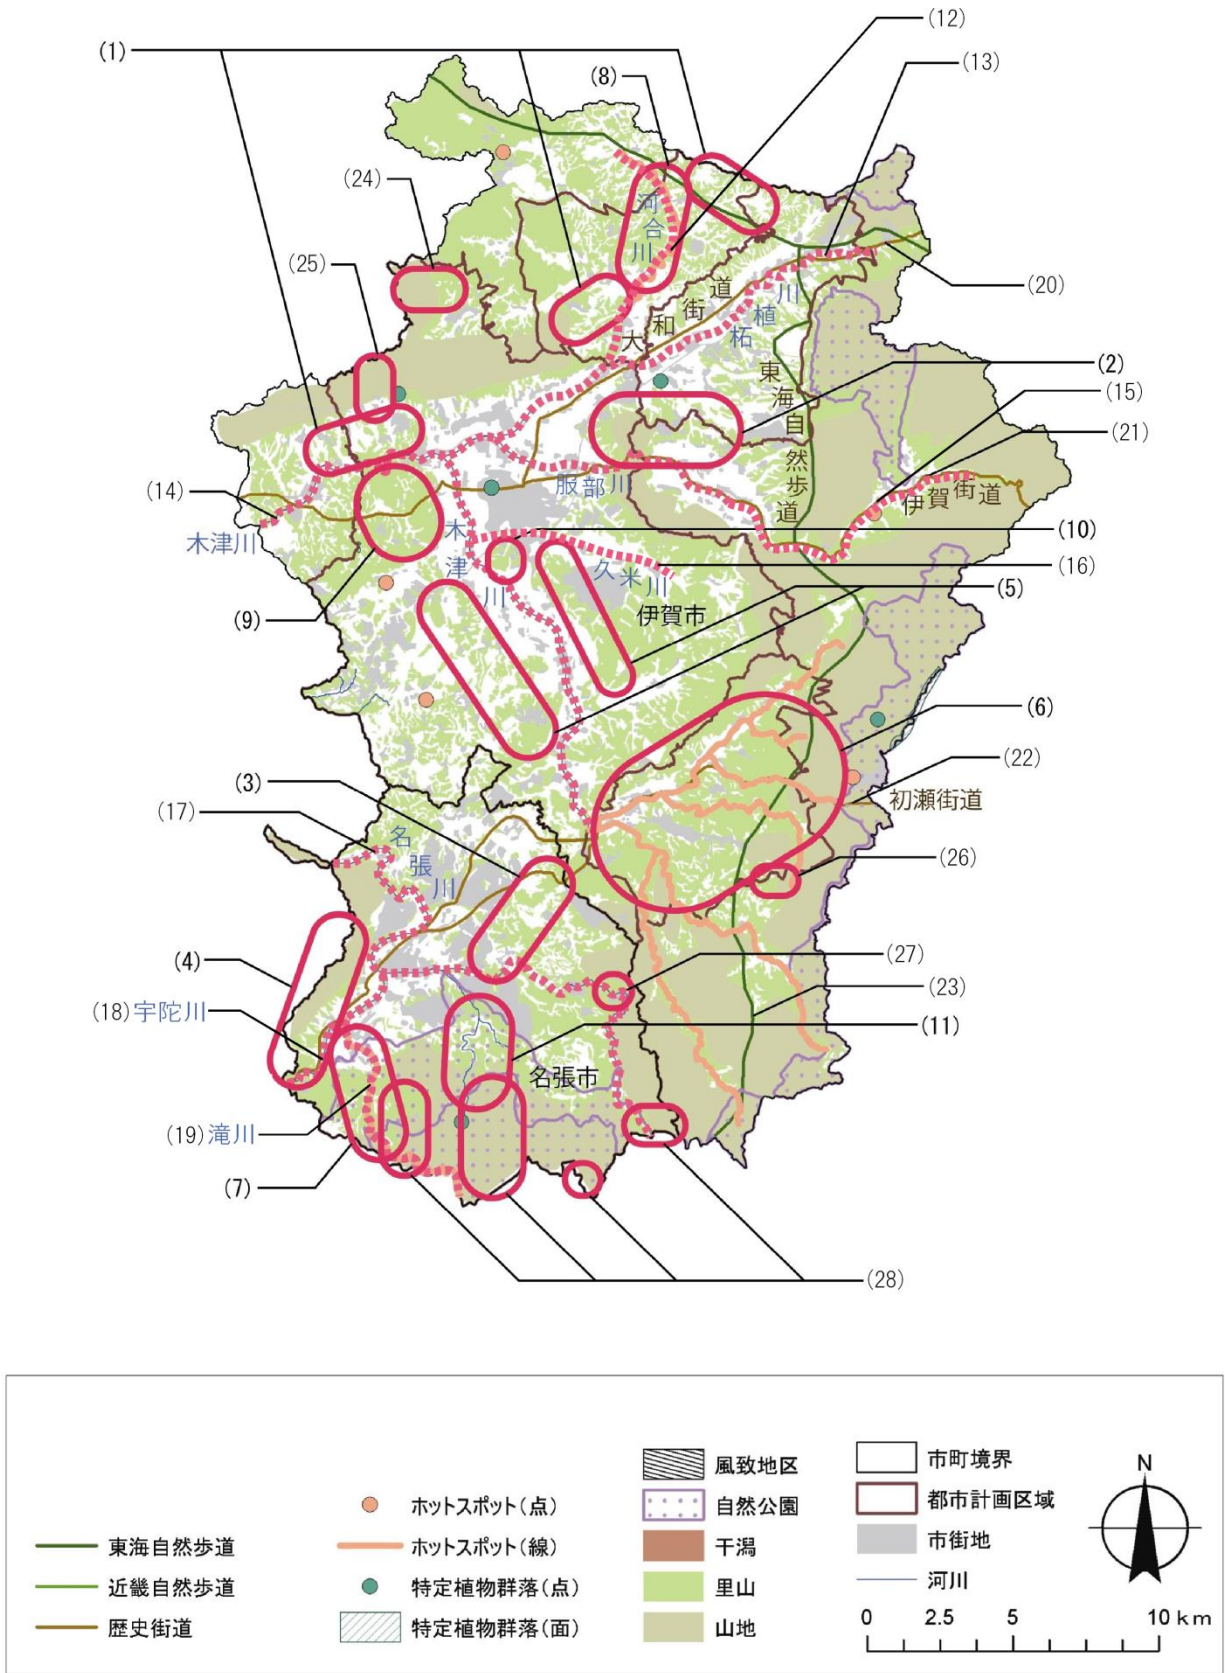 (1)
(12)
(8)
(13)
(24)
(25)
(20)
(2)
(15)
(21)
(14)
(10)
(16)
(5)
(9)
(6)
(22)
(3)
(17)
(26)
(4)
(27)
(23)
(18)宇陀川
(11)
(19)滝川
(7)
(28)
河合川
大和街道
柘植川
東海自然歩道
服部川
伊賀街道
木津川
木津川
久米川
伊賀市
初瀬街道
名張川
名張市
東海自然歩道
近畿自然歩道
歴史街道
ホットスポット(点)
ホットスポット(線)
特定植物群落(点)
特定植物群落(面)
風致地区
自然公園
干潟
里山
山地
市町境界
都市計画区域
市街地
河川
N
0 2.5 5 10 km